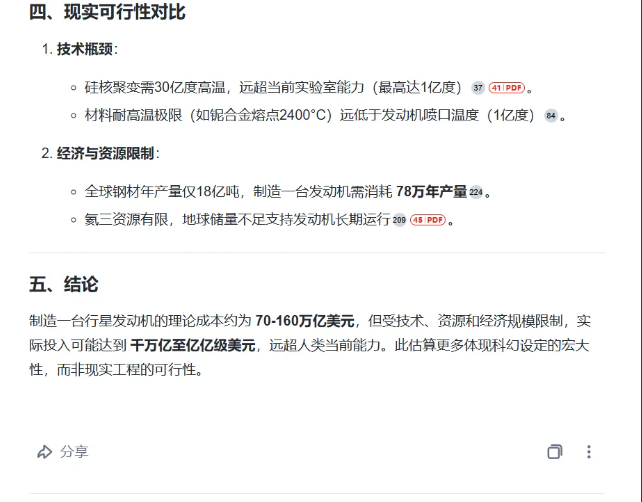 四、现实可行性对比
1. 技术瓶颈：
硅核聚变需30亿度高温，远超当前实验室能力（最高达1亿度） 37 41 | PDF 。
材料耐高温极限（如铌合金熔点2400°C）远低于发动机喷口温度（1亿度） 84 。
2. 经济与资源限制：
全球钢材年产量仅18亿吨，制造一台发动机需消耗 78万年产量 224 。
氦三资源有限，地球储量不足支持发动机长期运行 209 45 PDF 。
五、结论
制造一台行星发动机的理论成本约为 70-160万亿美元，但受技术、资源和经济规模限制，实
际投入可能达到 千万亿至亿亿级美元，远超人类当前能力。此估算更多体现科幻设定的宏大
性，而非现实工程的可行性。
分享